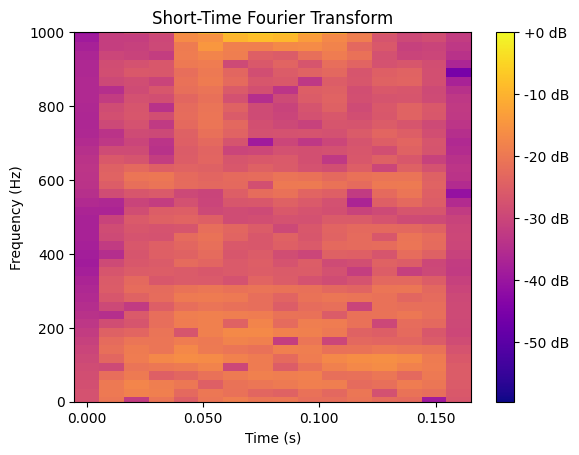 Short-Time Fourier Transform
1000
800
600
400
200
0
Frequency (Hz)
0.000
0.050
0.100
0.150
Time (s)
+0 dB
-10 dB
-20 dB
-30 dB
-40 dB
-50 dB